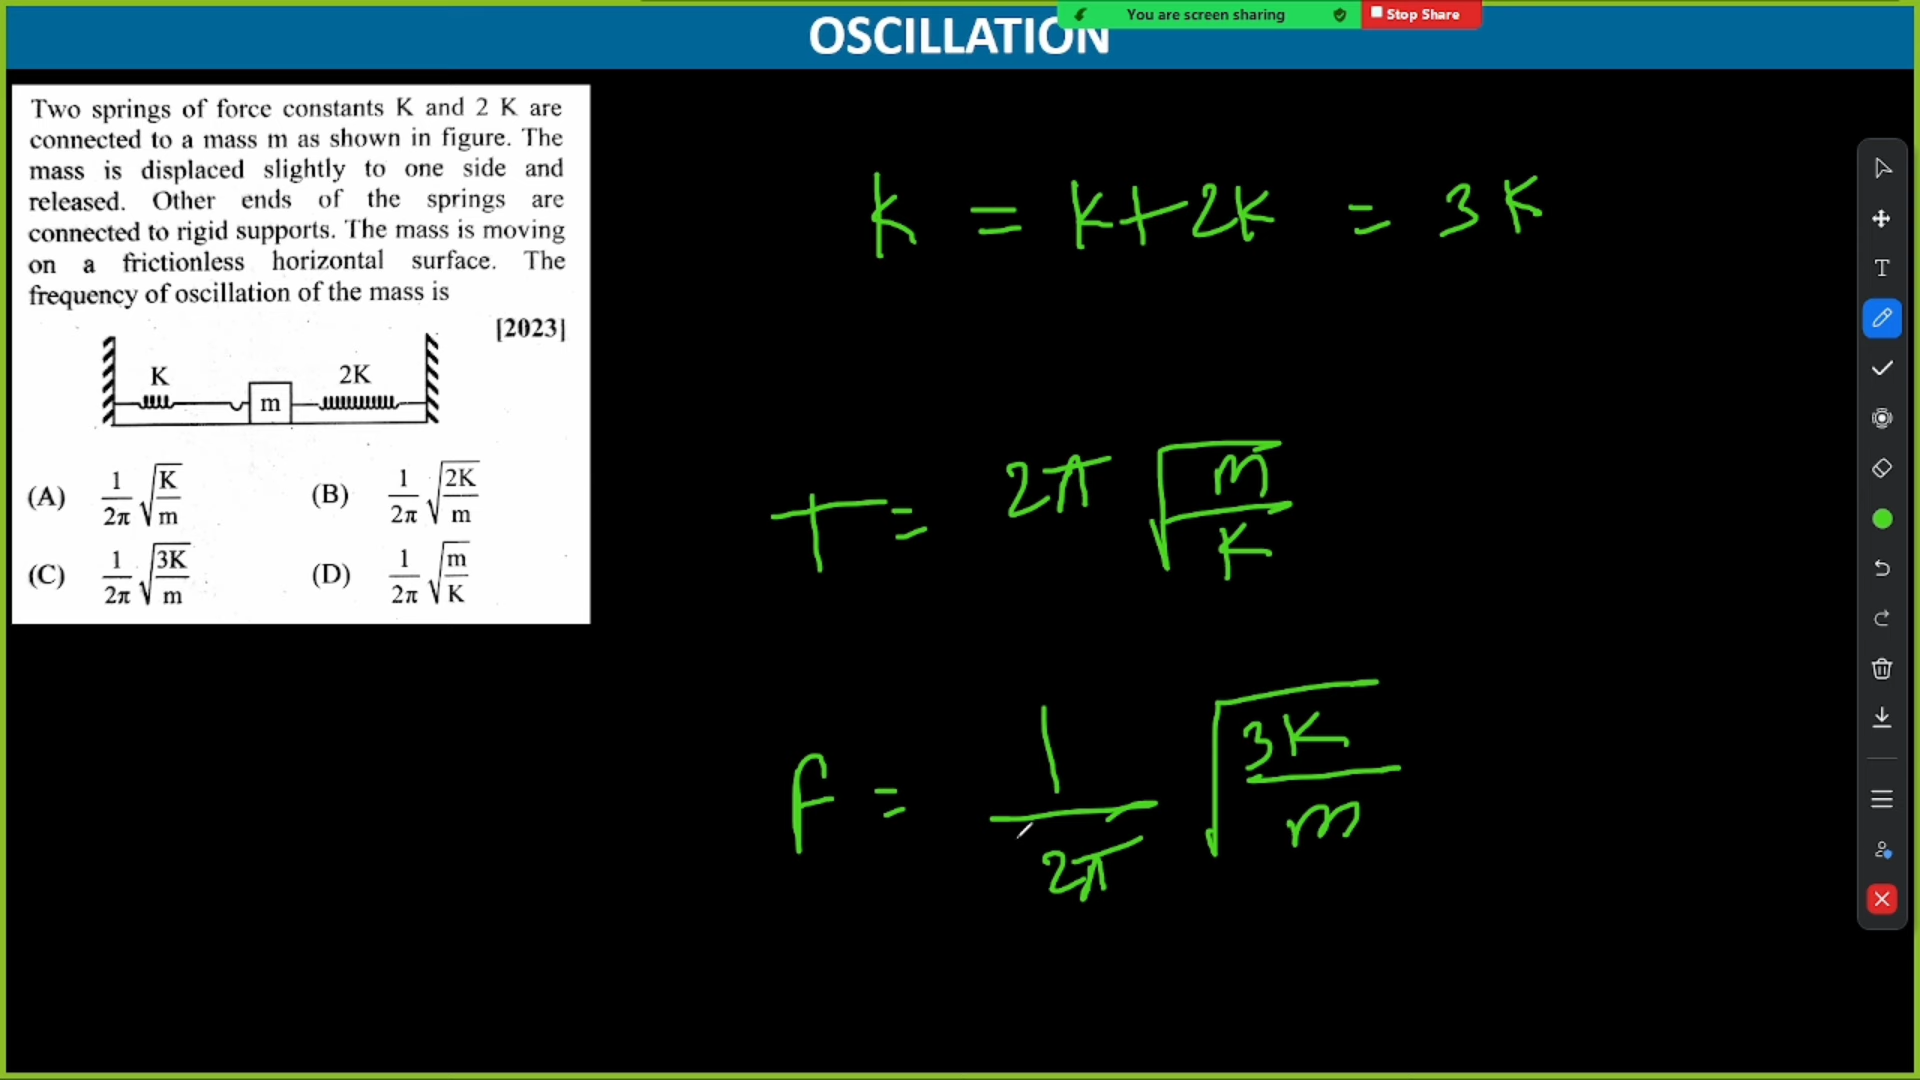 OSCILLATION
You are screen sharing
Stop Share
Two springs of force constants K and 2 K are
connected to a mass m as shown in figure. The
mass is displaced slightly to one side and
released. Other ends of the springs are
connected to rigid supports. The mass is moving
on a frictionless horizontal surface. The
frequency of oscillation of the mass is
[2023]
K 2K
m
(A) 1/2π √K/m (B) 1/2π √2K/m
(C) 1/2π √3K/m (D) 1/2π √m/K
K = K+2K = 3K
T = 2π √m/K
T
f = 1/2π √3K/m